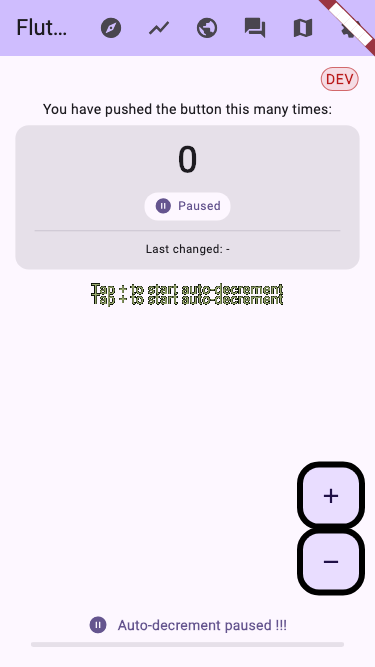 Flut...
DEV
You have pushed the button this many times:
0
Paused
Last changed: -
Tap + to start auto-decrement
Tap + to start auto-decrement
+
−
Auto-decrement paused !!!